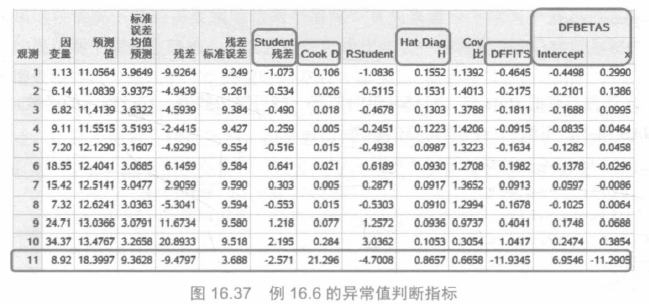 DFBETAS
观测 因变量 预测值 标准误差均值预测 残差 残差标准误差 Student残差 Cook D RStudent Hat Diag H Cov比 DFFITS Intercept x
1 1.13 11.0564 3.9649 -9.9264 9.249 -1.073 0.106 -1.0836 0.1552 1.1392 -0.4645 -0.4498 0.2990
2 6.14 11.0839 3.9375 -4.9439 9.261 -0.534 0.026 -0.5115 0.1531 1.4013 -0.2175 -0.2101 0.1386
3 6.82 11.4139 3.6322 -4.5939 9.384 -0.490 0.018 -0.4678 0.1303 1.3788 -0.1811 -0.1688 0.0995
4 9.11 11.5515 3.5193 -2.4415 9.427 -0.259 0.005 -0.2451 0.1223 1.4206 -0.0915 -0.0835 0.0464
5 7.20 12.1290 3.1607 -4.9290 9.554 -0.516 0.015 -0.4938 0.0987 1.3223 -0.1634 -0.1282 0.0458
6 18.55 12.4041 3.0685 6.1459 9.584 0.641 0.021 0.6189 0.0930 1.2708 0.1982 0.1378 -0.0296
7 15.42 12.5141 3.0477 2.9059 9.590 0.303 0.005 0.2871 0.0917 1.3652 0.0913 0.0597 -0.0086
8 7.32 12.6241 3.0363 -5.3041 9.594 -0.553 0.015 -0.5303 0.0910 1.2994 -0.1678 -0.1025 0.0064
9 24.71 13.0366 3.0791 11.6734 9.580 1.218 0.077 1.2572 0.0936 0.9737 0.4041 0.1748 0.0688
10 34.37 13.4767 3.2658 20.8933 9.518 2.195 0.284 3.0362 0.1053 0.3054 1.0417 0.2474 0.3854
11 8.92 18.3997 9.3628 -9.4797 3.688 -2.571 21.296 -4.7008 0.8657 0.6658 -11.9345 6.9546 -11.2905
图 16.37 例 16.6 的异常值判断指标